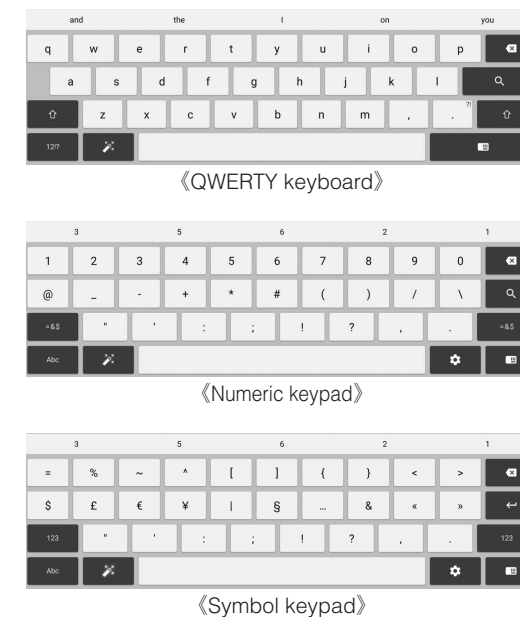 and the I on you
q w e r t y u i o p
a s d f g h j k l
z x c v b n m , . ?!
12!?
《QWERTY keyboard》
3 5 6 2 1
1 2 3 4 5 6 7 8 9 0
@ _ - + * # ( ) / \
=&$ " ' : ; ! ? , . =&$
Abc
《Numeric keypad》
3 5 6 2 1
= % ~ ^ [ ] { } < >
$ £ € ¥ | § ... & « »
123 " ' : ; ! ? , . 123
Abc
《Symbol keypad》